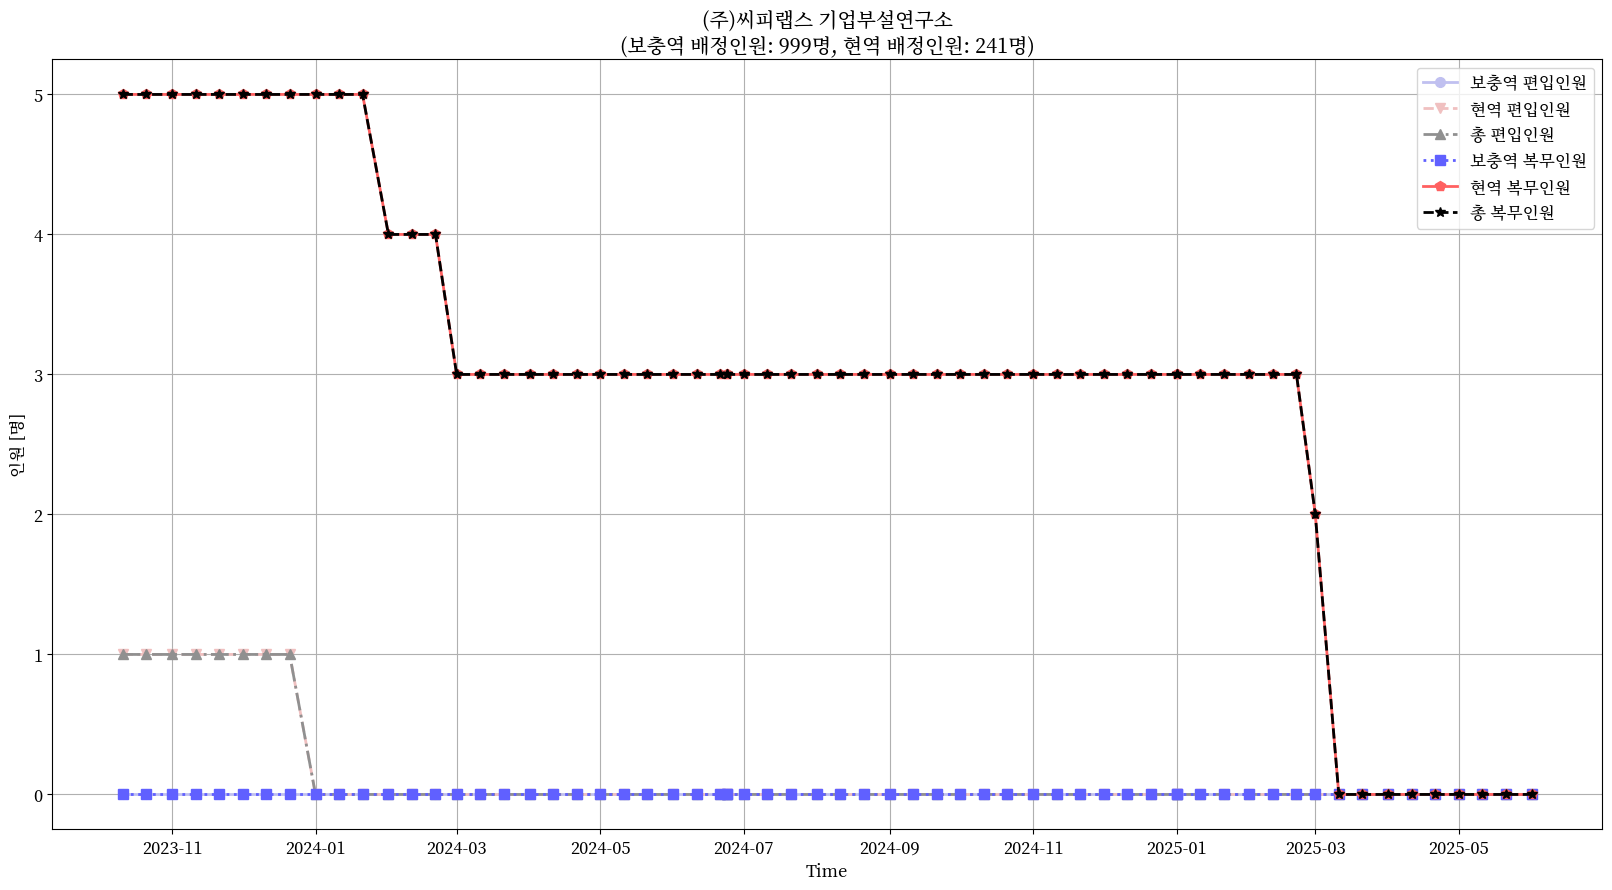 (주)씨피랩스 기업부설연구소
(보충역 배정인원: 999명, 현역 배정인원: 241명)
보충역 편입인원
현역 편입인원
총 편입인원
보충역 복무인원
현역 복무인원
총 복무인원
인원 [명]
5
4
3
2
1
0
2023-11
2024-01
2024-03
2024-05
2024-07
2024-09
2024-11
2025-01
2025-03
2025-05
Time